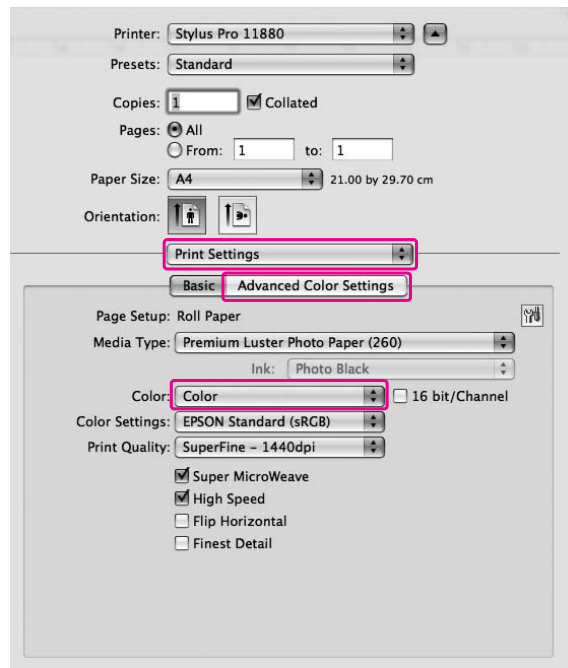 Printer: Stylus Pro 11880
Presets: Standard
Copies: 1 Collated
Pages: All
From: 1 to: 1
Paper Size: A4 21.00 by 29.70 cm
Orientation:
Print Settings
Basic Advanced Color Settings
Page Setup: Roll Paper
Media Type: Premium Luster Photo Paper (260)
Ink: Photo Black
Color: Color 16 bit/Channel
Color Settings: EPSON Standard (sRGB)
Print Quality: SuperFine – 1440dpi
Super MicroWeave
High Speed
Flip Horizontal
Finest Detail